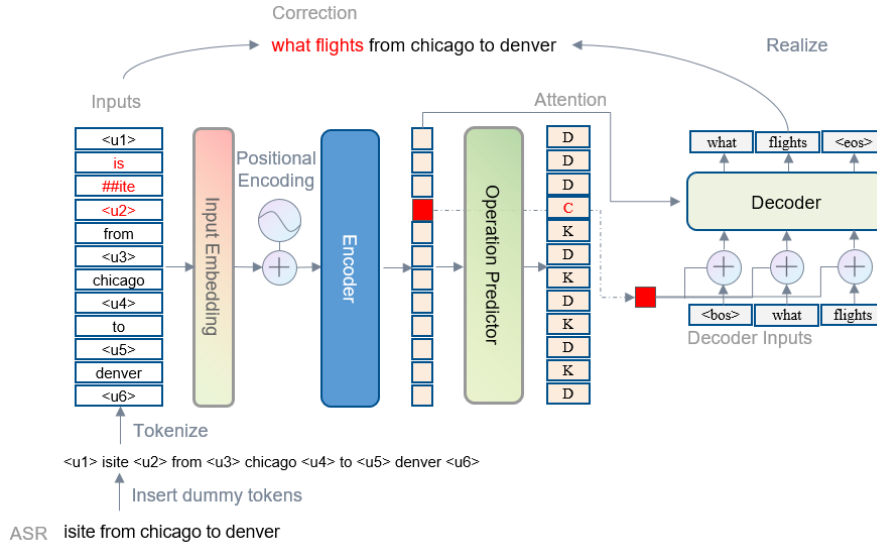 Correction
what flights from chicago to denver
Realize
Inputs
Attention
<u1>
is
##ite
<u2>
from
<u3>
chicago
<u4>
to
<u5>
denver
<u6>
Input Embedding
Positional
Encoding
Encoder
Operation Predictor
D
D
D
C
K
D
K
D
K
D
K
D
what
flights
<eos>
Decoder
<bos>
what
flights
Decoder Inputs
Tokenize
<u1> isite <u2> from <u3> chicago <u4> to <u5> denver <u6>
Insert dummy tokens
ASR isite from chicago to denver